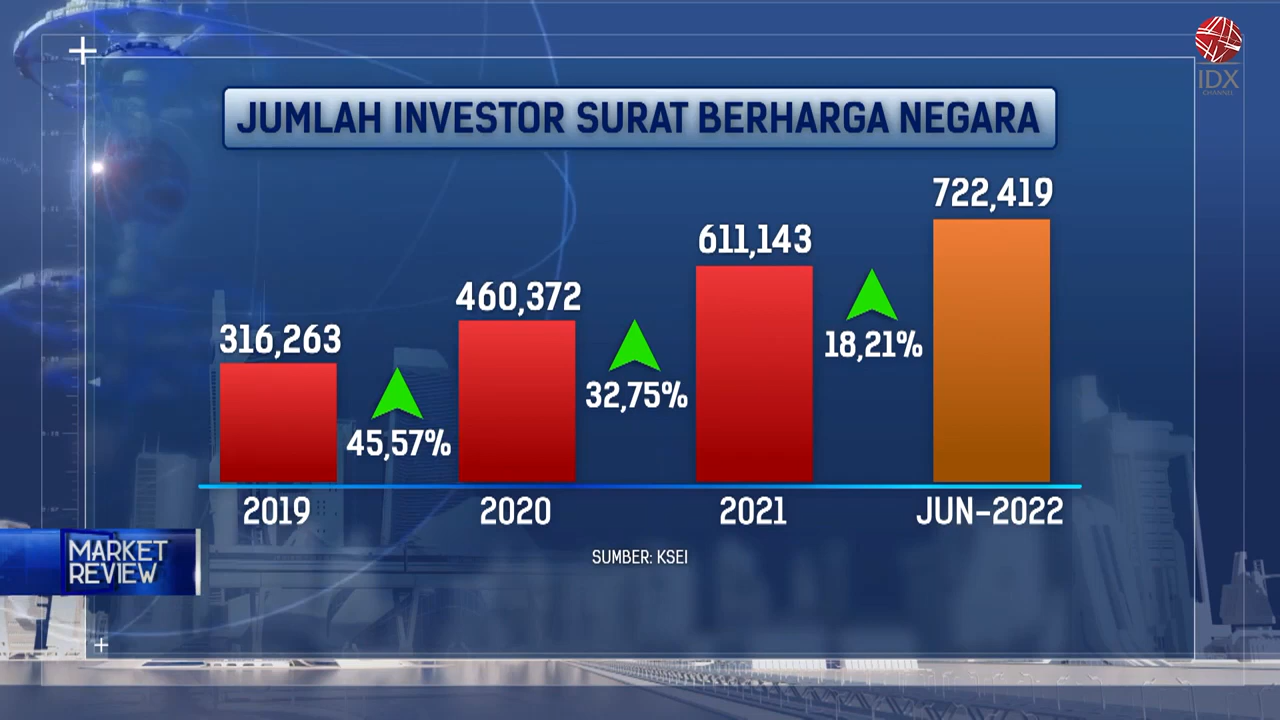 IDX
CHANNEL
JUMLAH INVESTOR SURAT BERHARGA NEGARA
316,263
45,57%
460,372
32,75%
611,143
18,21%
722,419
2019
2020
2021
JUN-2022
SUMBER: KSEI
MARKET
REVIEW